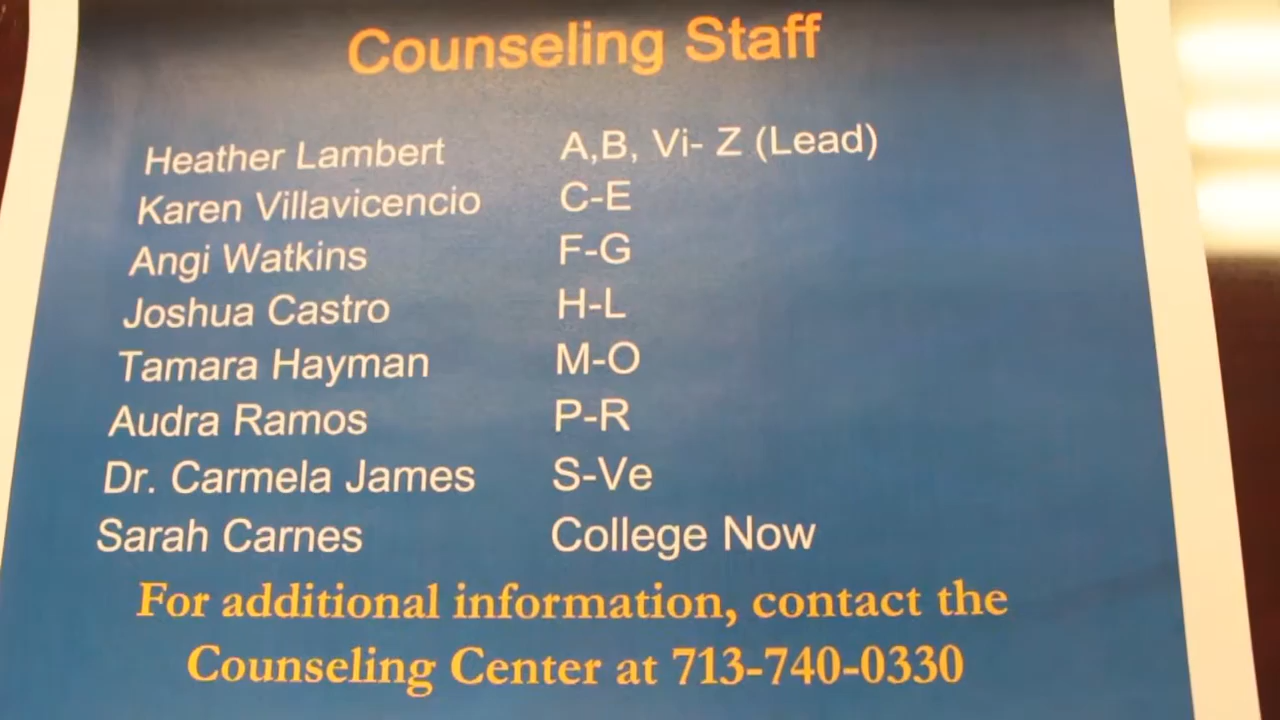 Counseling Staff
Heather Lambert A,B, Vi- Z (Lead)
Karen Villavicencio C-E
Angi Watkins F-G
Joshua Castro H-L
Tamara Hayman M-O
Audra Ramos P-R
Dr. Carmela James S-Ve
Sarah Carnes College Now
For additional information, contact the
Counseling Center at 713-740-0330